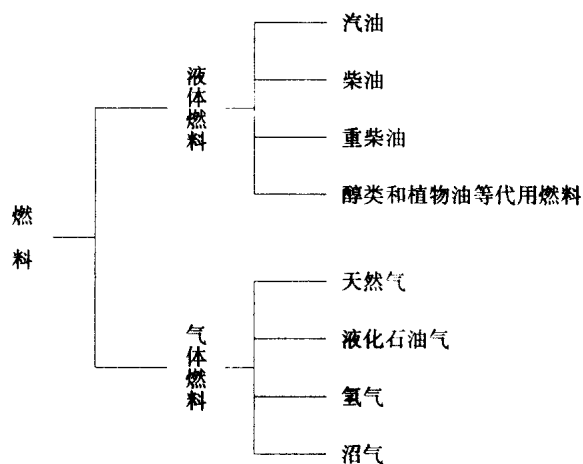 燃料
液体燃料
汽油
柴油
重柴油
醇类和植物油等代用燃料
气体燃料
天然气
液化石油气
氢气
沼气